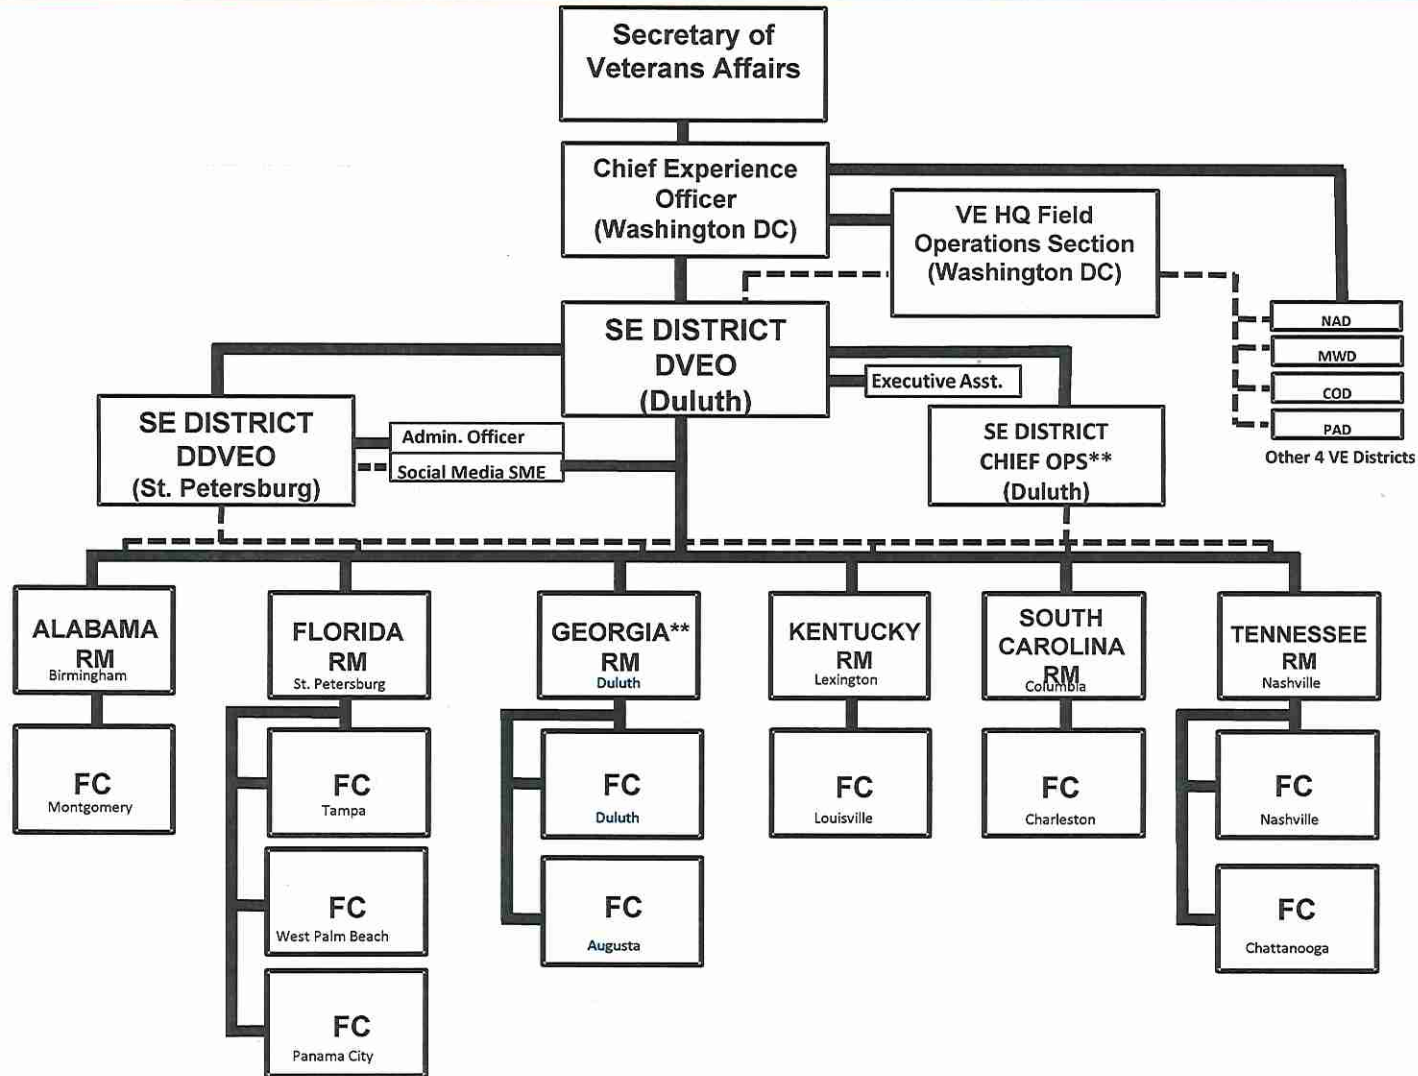 Secretary of
Veterans Affairs
Chief Experience
Officer
(Washington DC)
VE HQ Field
Operations Section
(Washington DC)
SE DISTRICT
DVEO
(Duluth)
Executive Asst.
NAD
MWD
COD
PAD
Other 4 VE Districts
SE DISTRICT
DDVEO
(St. Petersburg)
Admin. Officer
Social Media SME
SE DISTRICT
CHIEF OPS**
(Duluth)
ALABAMA
RM
Birmingham
FLORIDA
RM
St. Petersburg
GEORGIA**
RM
Duluth
KENTUCKY
RM
Lexington
SOUTH
CAROLINA
RM
Columbia
TENNESSEE
RM
Nashville
FC
Montgomery
FC
Tampa
FC
Duluth
FC
Louisville
FC
Charleston
FC
Nashville
FC
West Palm Beach
FC
Augusta
FC
Chattanooga
FC
Panama City